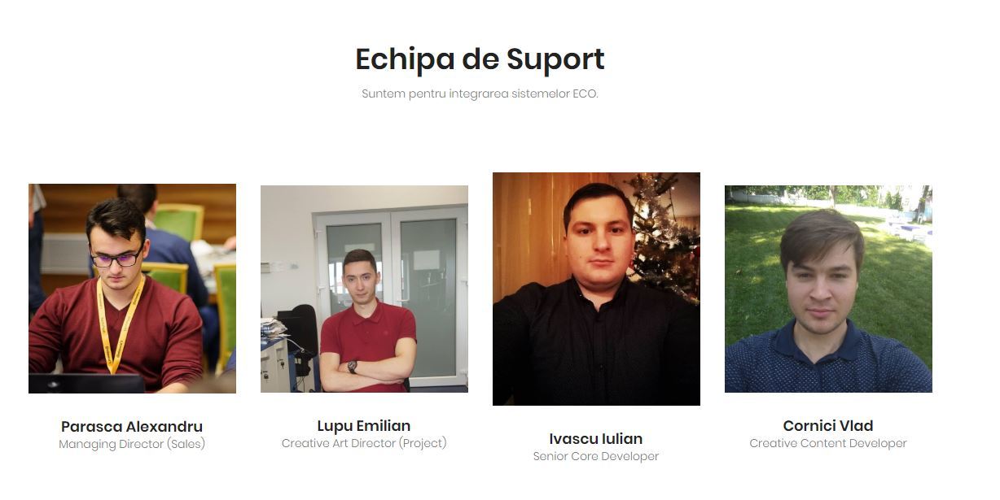 Echipa de Suport
Suntem pentru integrarea sistemelor ECO.
Parasca Alexandru
Managing Director (Sales)
Lupu Emilian
Creative Art Director (Project)
Ivascu Iulian
Senior Core Developer
Cornici Vlad
Creative Content Developer